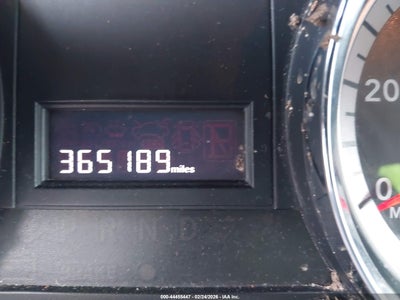 20
365189miles
0
M
P R N D
000-44455447 - 02/24/2026 - IAA Inc.